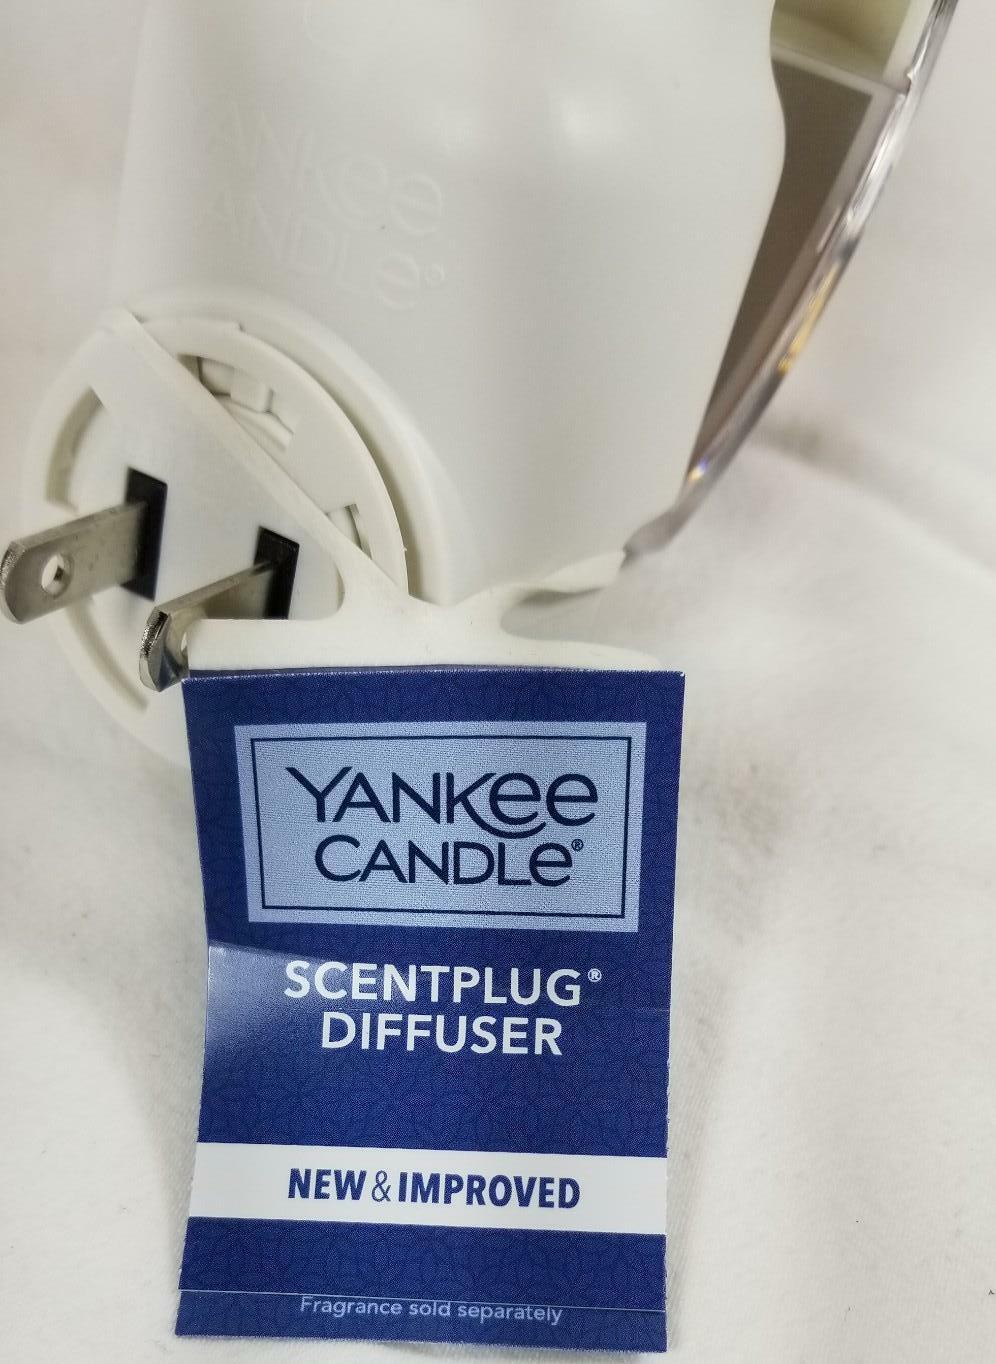 YANKEE
CANDLE®
YANKEE
CANDLE®
SCENTPLUG®
DIFFUSER
NEW & IMPROVED
Fragrance sold separately